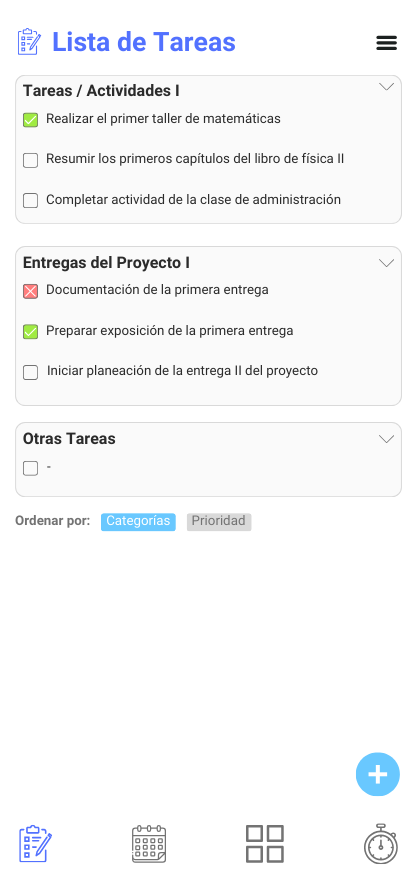 Lista de Tareas
Tareas / Actividades I
Realizar el primer taller de matemáticas
Resumir los primeros capítulos del libro de física II
Completar actividad de la clase de administración
Entregas del Proyecto I
Documentación de la primera entrega
Preparar exposición de la primera entrega
Iniciar planeación de la entrega II del proyecto
Otras Tareas
-
Ordenar por: Categorías Prioridad